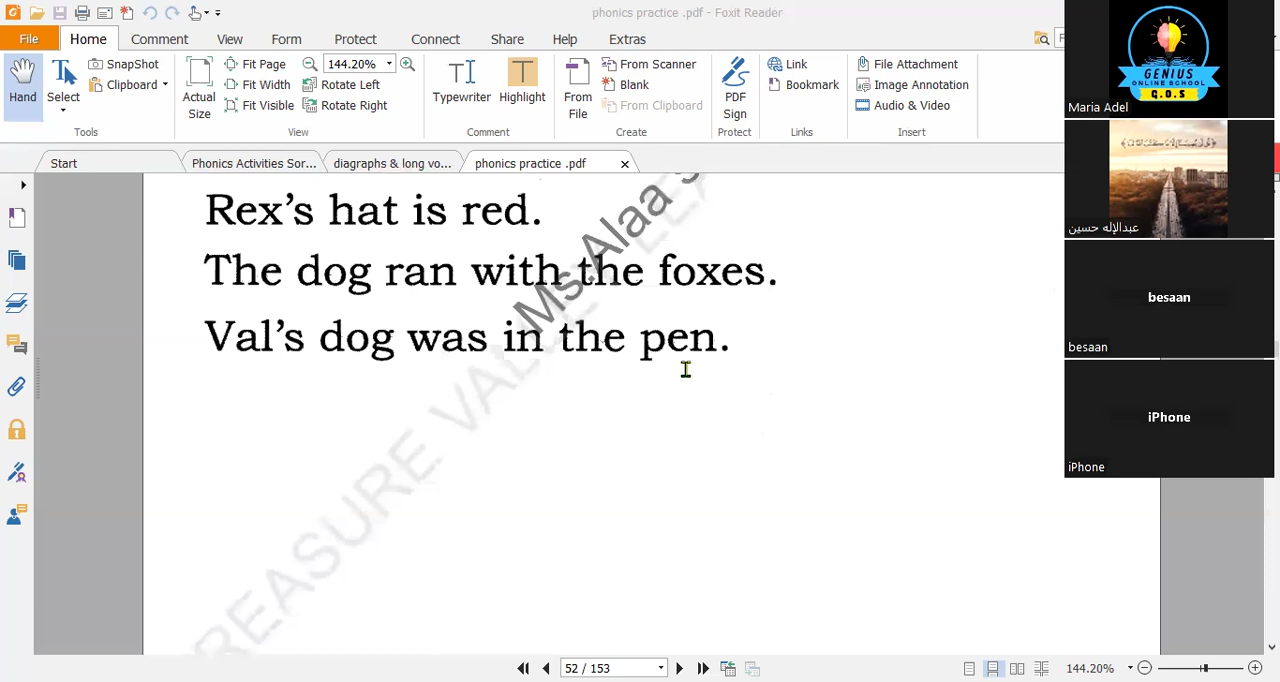 phonics practice .pdf - Foxit Reader
File Home Comment View Form Protect Connect Share Help Extras
Hand
Select
SnapShot
Clipboard
Tools
Actual Size
Fit Page
Fit Width
Fit Visible
144.20%
Rotate Left
Rotate Right
View
Typewriter
Highlight
Comment
From File
From Scanner
Blank
From Clipboard
Create
PDF Sign
Protect
Link
Bookmark
Links
File Attachment
Image Annotation
Audio & Video
Insert
Start
Phonics Activities Sor...
diagraphs & long vo...
phonics practice .pdf
Rex's hat is red.
The dog ran with the foxes.
Val's dog was in the pen.
Ms:Alaa
REASURE VALUE
52 / 153
144.20%
GENIUS
ONLINE SCHOOL
G.O.S
Maria Adel
عبدالإله حسين
besaan
besaan
iPhone
iPhone